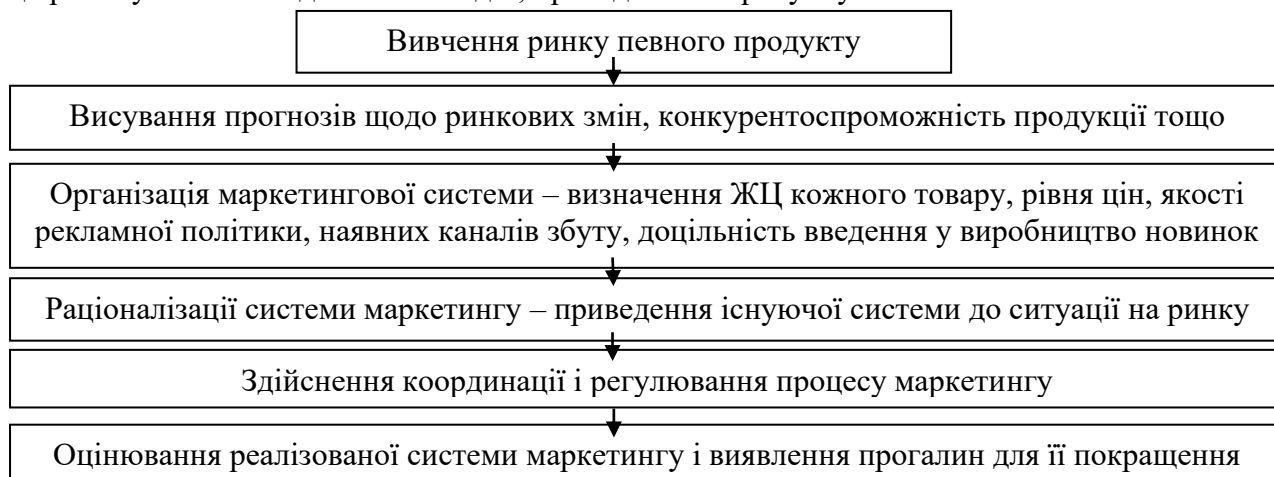 Вивчення ринку певного продукту
Висування прогнозів щодо ринкових змін, конкурентоспроможність продукції тощо
Організація маркетингової системи – визначення ЖЦ кожного товару, рівня цін, якості
рекламної політики, наявних каналів збуту, доцільність введення у виробництво новинок
Раціоналізації системи маркетингу – приведення існуючої системи до ситуації на ринку
Здійснення координації і регулювання процесу маркетингу
Оцінювання реалізованої системи маркетингу і виявлення прогалин для її покращення